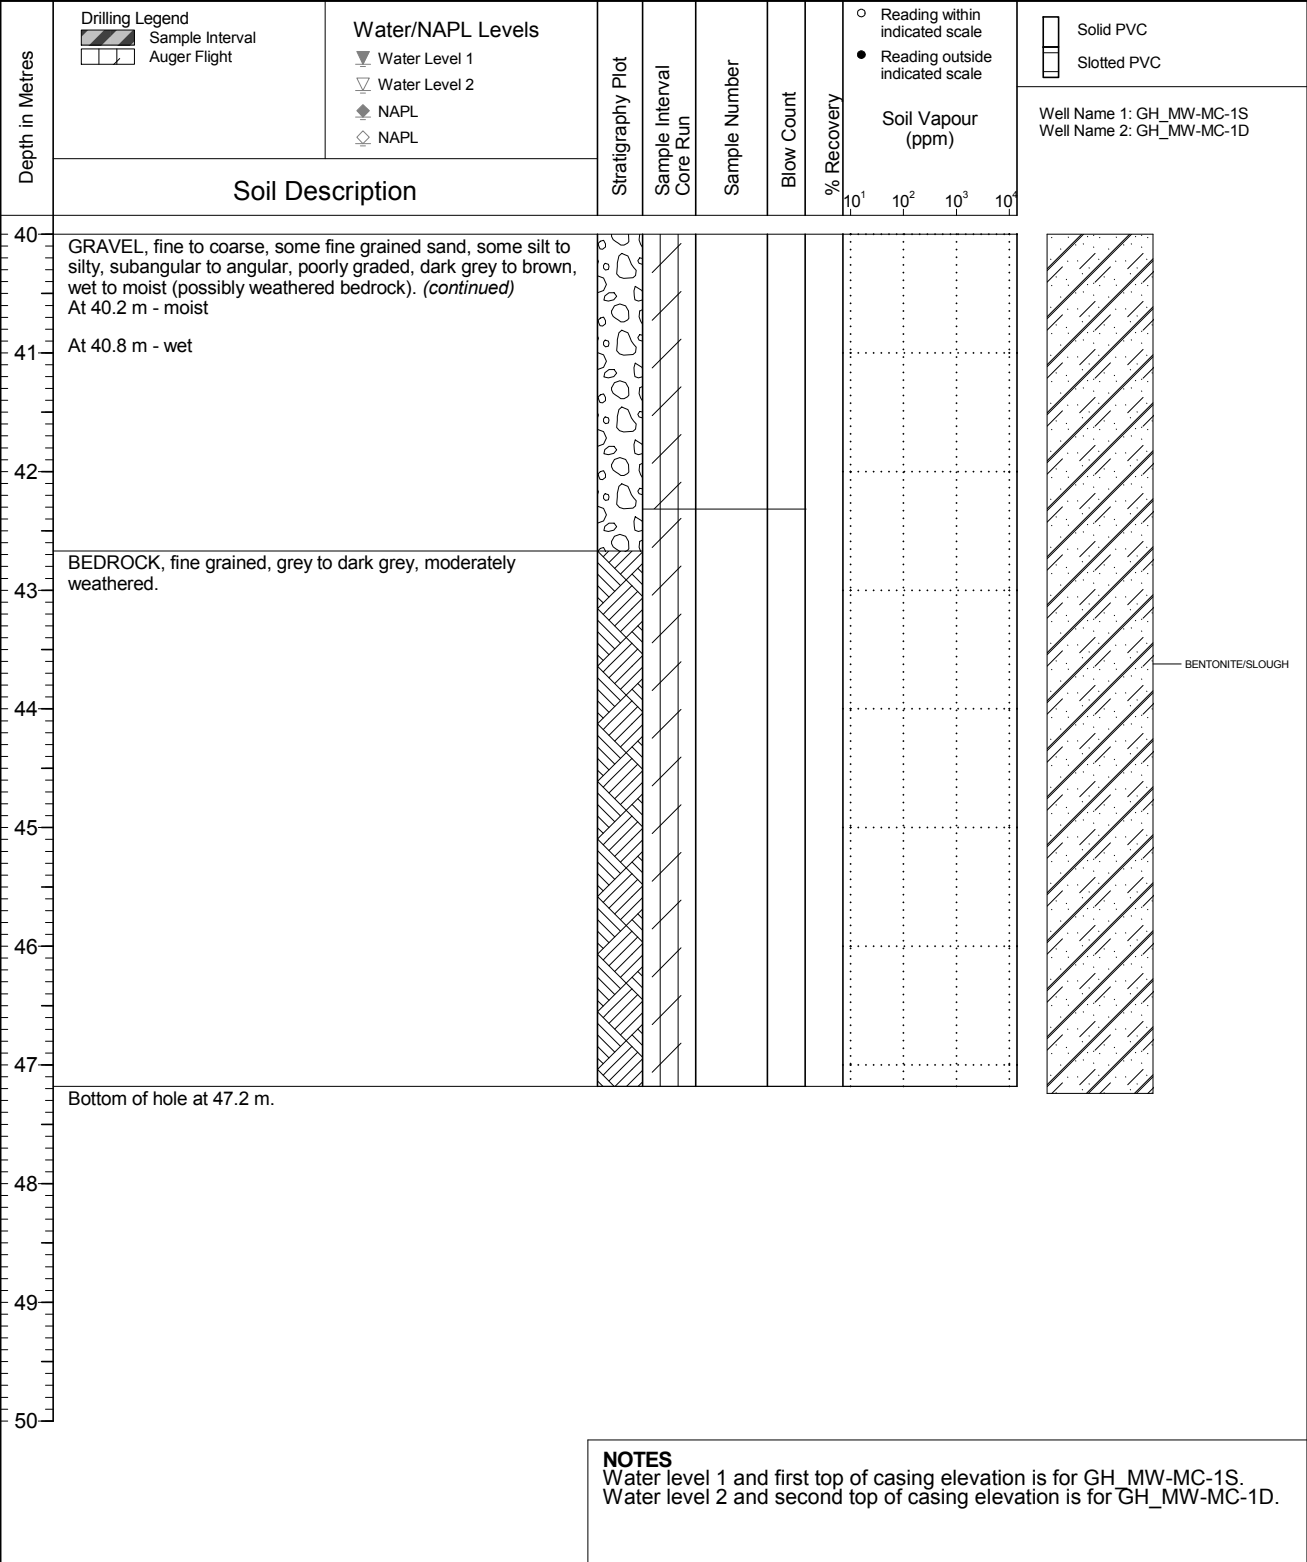 Depth in Metres
Drilling Legend
Sample Interval
Auger Flight
Water/NAPL Levels
Water Level 1
Water Level 2
NAPL
NAPL
Soil Description
Stratigraphy Plot
Sample Interval
Core Run
Sample Number
Blow Count
% Recovery
Reading within
indicated scale
Reading outside
indicated scale
Soil Vapour
(ppm)
10¹ 10² 10³ 10⁴
Solid PVC
Slotted PVC
Well Name 1: GH_MW-MC-1S
Well Name 2: GH_MW-MC-1D
40
GRAVEL, fine to coarse, some fine grained sand, some silt to
silty, subangular to angular, poorly graded, dark grey to brown,
wet to moist (possibly weathered bedrock). (continued)
At 40.2 m - moist
At 40.8 m - wet
41
42
BEDROCK, fine grained, grey to dark grey, moderately
weathered.
43
BENTONITE/SLOUGH
44
45
46
47
Bottom of hole at 47.2 m.
48
49
50
NOTES
Water level 1 and first top of casing elevation is for GH_MW-MC-1S.
Water level 2 and second top of casing elevation is for GH_MW-MC-1D.